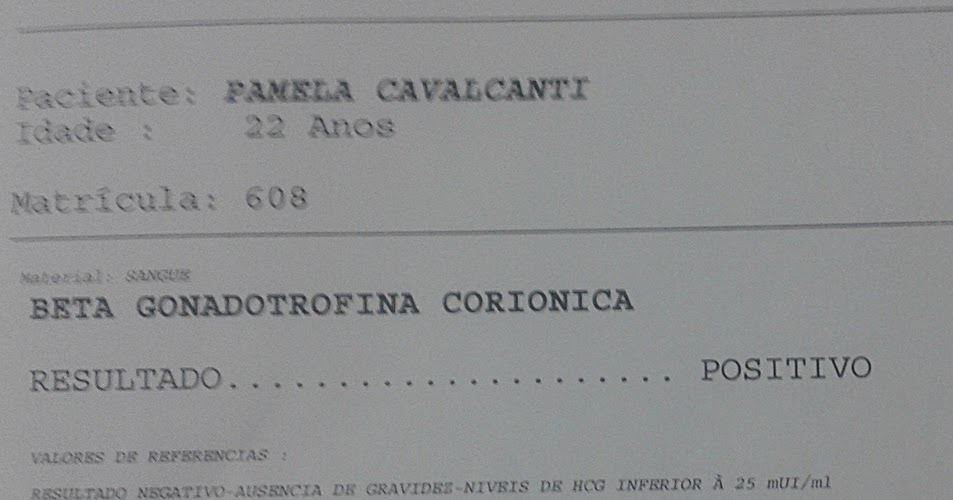 Paciente: PAMELA CAVALCANTI
Idade : 22 Anos
Matrícula: 608
Material: SANGUE
BETA GONADOTROFINA CORIONICA
RESULTADO...................... POSITIVO
VALORES DE REFERENCIAS :
RESULTADO NEGATIVO-AUSENCIA DE GRAVIDEZ-NIVEIS DE HCG INFERIOR À 25 mUI/ml